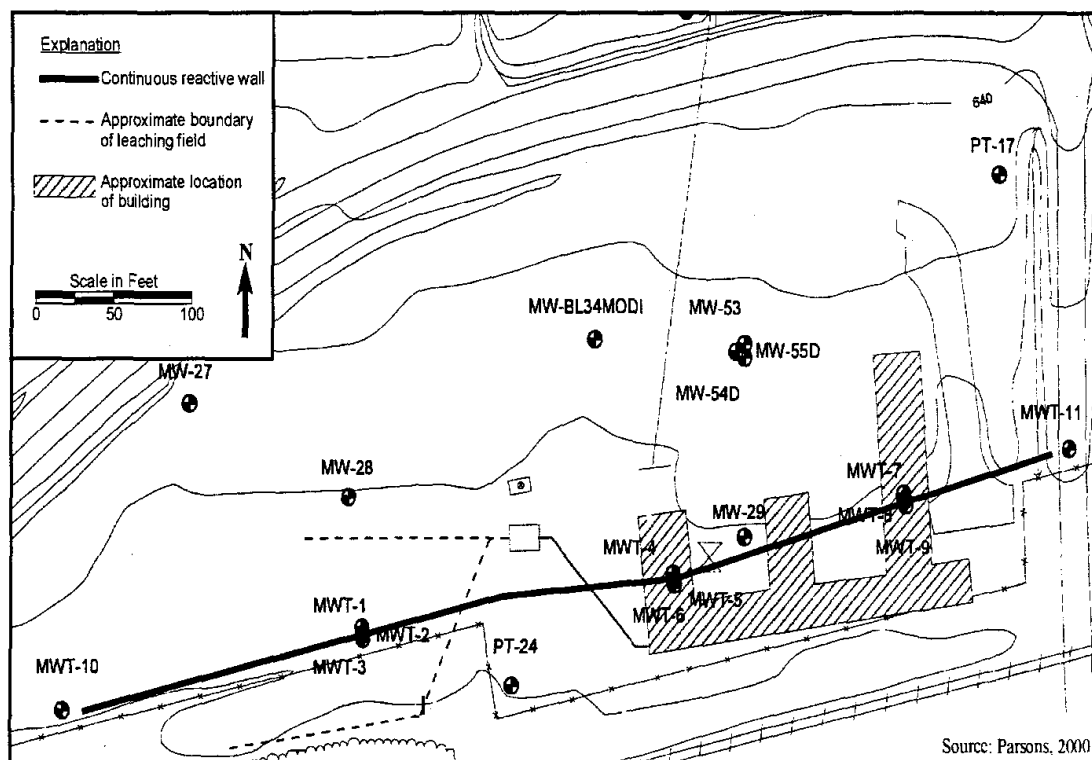 Explanation
Continuous reactive wall
Approximate boundary
of leaching field
Approximate location
of building
N
Scale in Feet
0 50 100
640
PT-17
MW-BL34MODI
MW-53
MW-55D
MW-54D
MW-27
MWT-11
MW-28
MWT-7
MW-29
MWT-8
MWT-4
MWT-9
MWT-5
MWT-6
MWT-1
MWT-2
MWT-3
PT-24
MWT-10
Source: Parsons, 2000